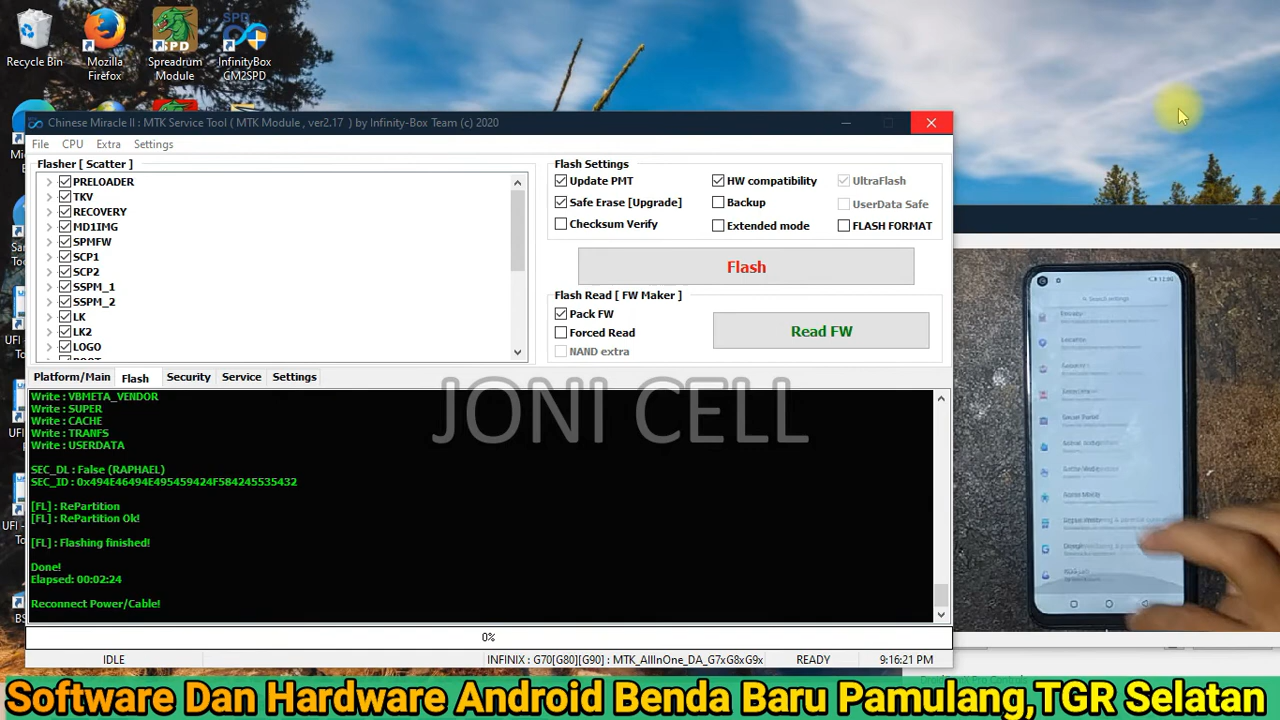 Recycle Bin
Mozilla
Firefox
Spreadrum
Module
SPD
InfinityBox
CM2SPD
Chinese Miracle II : MTK Service Tool ( MTK Module , ver2.17 ) by Infinity-Box Team (c) 2020
File CPU Extra Settings
Flasher [ Scatter ]
PRELOADER
TKV
RECOVERY
MD1IMG
SPMFW
SCP1
SCP2
SSPM_1
SSPM_2
LK
LK2
LOGO
Flash Settings
Update PMT
HW compatibility
UltraFlash
Safe Erase [Upgrade]
Backup
UserData Safe
Checksum Verify
Extended mode
FLASH FORMAT
Flash
Flash Read [ FW Maker ]
Pack FW
Forced Read
NAND extra
Read FW
Platform/Main Flash Security Service Settings
Write : VBMETA_VENDOR
Write : SUPER
Write : CACHE
Write : TRANFS
Write : USERDATA
SEC_DL : False (RAPHAEL)
SEC_ID : 0x494E46494E495459424F584245535432
[FL] : RePartition
[FL] : RePartition Ok!
[FL] : Flashing finished!
Done!
Elapsed: 00:02:24
Reconnect Power/Cable!
JONI CELL
0%
IDLE
INFINIX : G70[G80][G90] : MTK_AllInOne_DA_G7xG8xG9x
READY
9:16:21 PM
Search settings
Location
Software Dan Hardware Android Benda Baru Pamulang,TGR Selatan